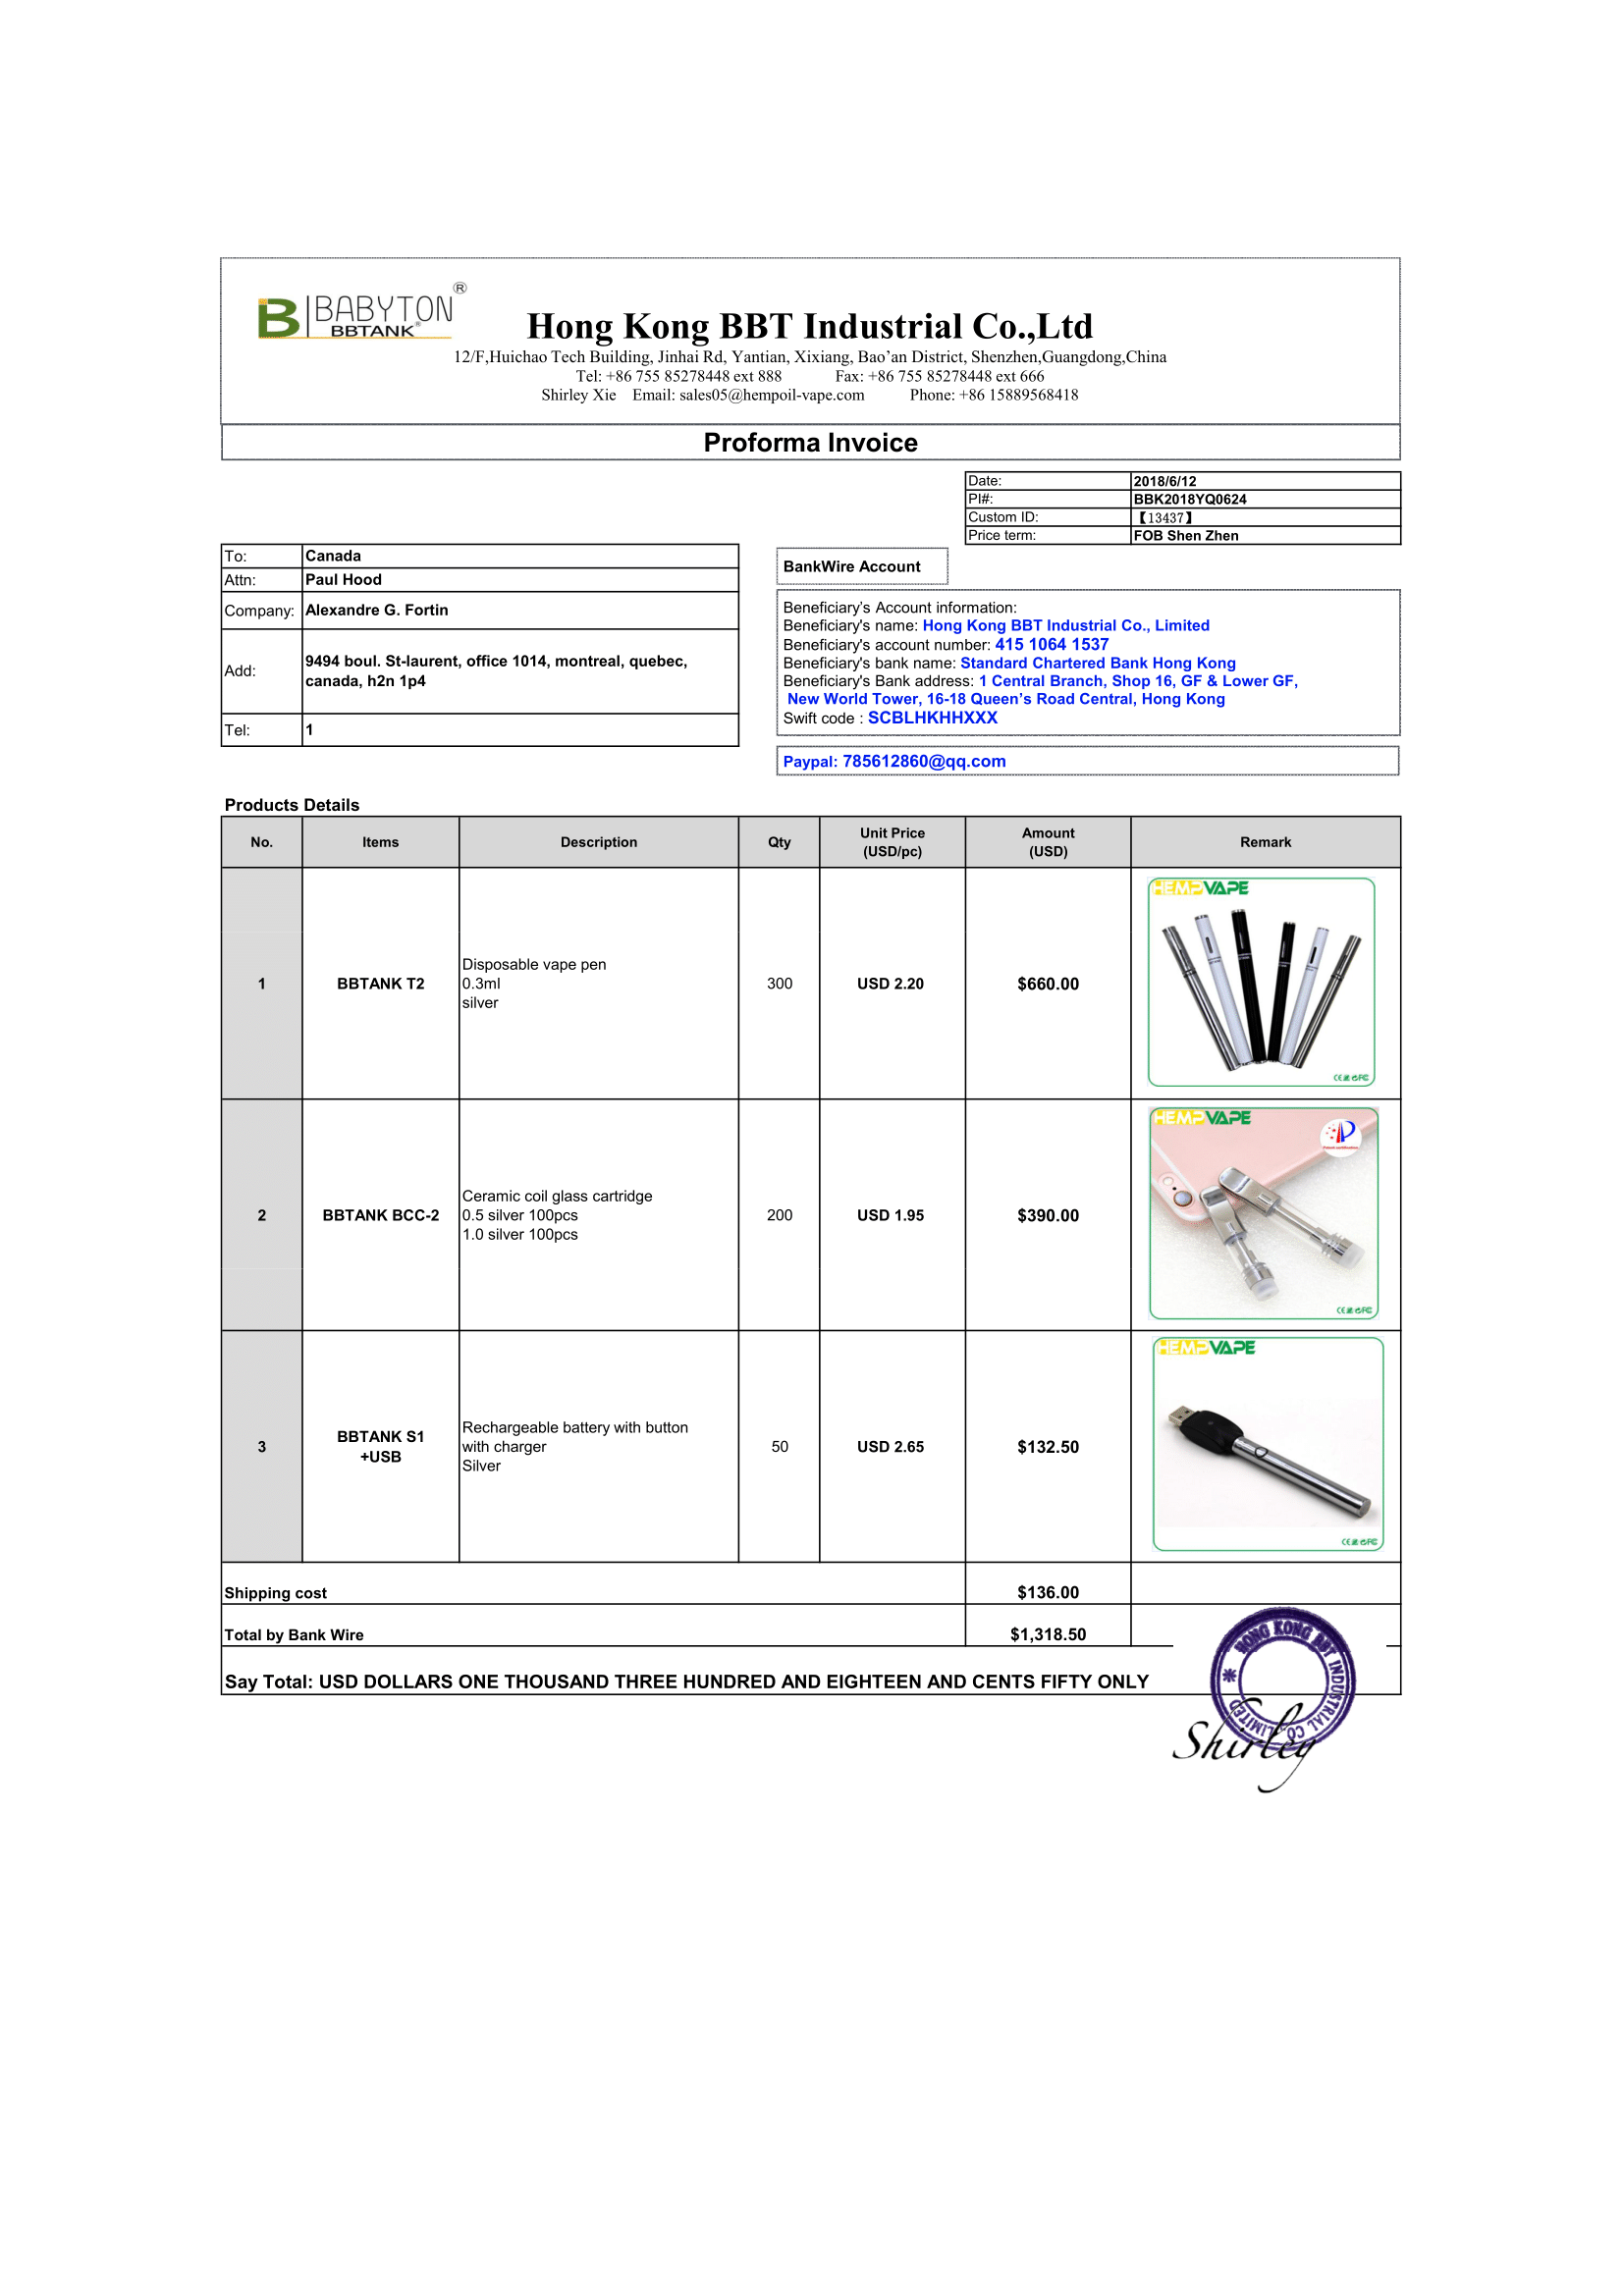 B|BABYTON®
BBTANK®
Hong Kong BBT Industrial Co.,Ltd
12/F,Huichao Tech Building, Jinhai Rd, Yantian, Xixiang, Bao’an District, Shenzhen,Guangdong,China
Tel: +86 755 85278448 ext 888 Fax: +86 755 85278448 ext 666
Shirley Xie Email: sales05@hempoil-vape.com Phone: +86 15889568418
Proforma Invoice
Date: 2018/6/12
PI#: BBK2018YQ0624
Custom ID: 【13437】
Price term: FOB Shen Zhen
To: Canada
Attn: Paul Hood
Company: Alexandre G. Fortin
Add: 9494 boul. St-laurent, office 1014, montreal, quebec,
canada, h2n 1p4
Tel: 1
BankWire Account
Beneficiary’s Account information:
Beneficiary's name: Hong Kong BBT Industrial Co., Limited
Beneficiary's account number: 415 1064 1537
Beneficiary's bank name: Standard Chartered Bank Hong Kong
Beneficiary's Bank address: 1 Central Branch, Shop 16, GF & Lower GF,
New World Tower, 16-18 Queen’s Road Central, Hong Kong
Swift code : SCBLHKHHXXX
Paypal: 785612860@qq.com
Products Details
No. Items Description Qty Unit Price (USD/pc) Amount (USD) Remark
HEMPVAPE
Disposable vape pen
1 BBTANK T2 0.3ml 300 USD 2.20 $660.00
silver
HEMPVAPE
Ceramic coil glass cartridge
2 BBTANK BCC-2 0.5 silver 100pcs 200 USD 1.95 $390.00
1.0 silver 100pcs
HEMPVAPE
Rechargeable battery with button
3 BBTANK S1 +USB with charger 50 USD 2.65 $132.50
Silver
Shipping cost $136.00
Total by Bank Wire $1,318.50
Say Total: USD DOLLARS ONE THOUSAND THREE HUNDRED AND EIGHTEEN AND CENTS FIFTY ONLY
HONG KONG BBT INDUSTRIAL CO., LIMITED
Shirley